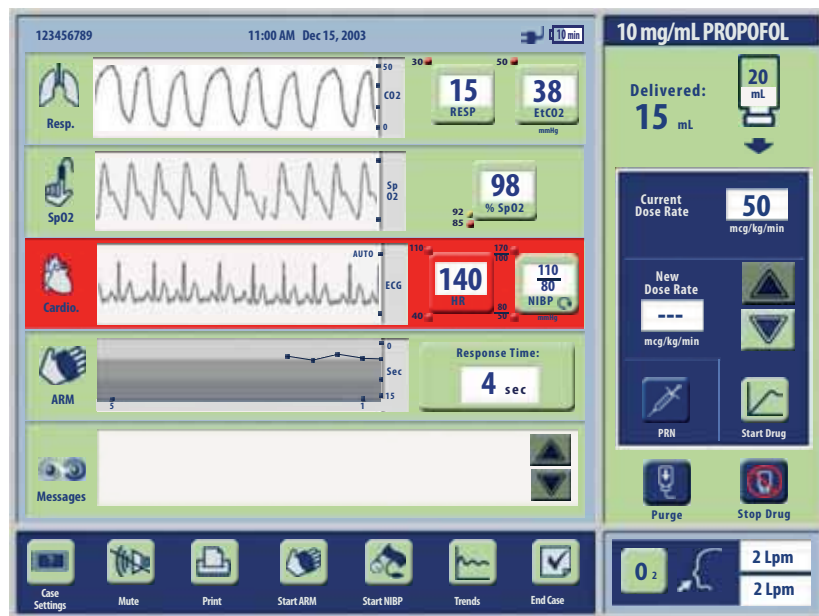 123456789
11:00 AM Dec 15, 2003
10 min
10 mg/mL PROPOFOL
Resp.
50
CO2
0
30
15
RESP
50
38
EtCO2
mmHg
Delivered:
15 mL
20
mL
SpO2
Sp
O2
98
% SpO2
92
85
Current
Dose Rate
50
mcg/kg/min
Cardio.
AUTO
ECG
110
40
140
HR
170
100
80
50
110
80
NIBP
mmHg
New
Dose Rate
---
mcg/kg/min
ARM
0
Sec
15
5
1
Response Time:
4 sec
PRN
Start Drug
Messages
Purge
Stop Drug
Case
Settings
Mute
Print
Start ARM
Start NIBP
Trends
End Case
O2
2 Lpm
2 Lpm